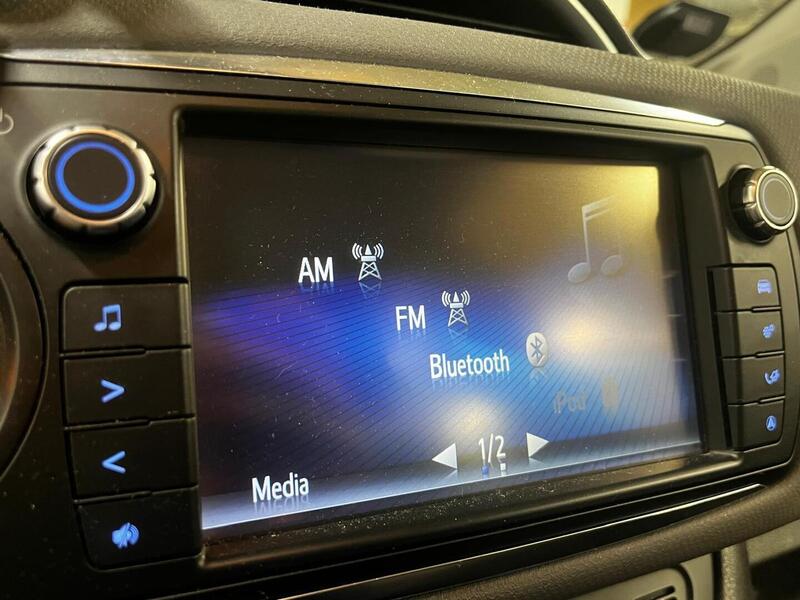 AM
FM
Bluetooth
iPod
1/2
Media